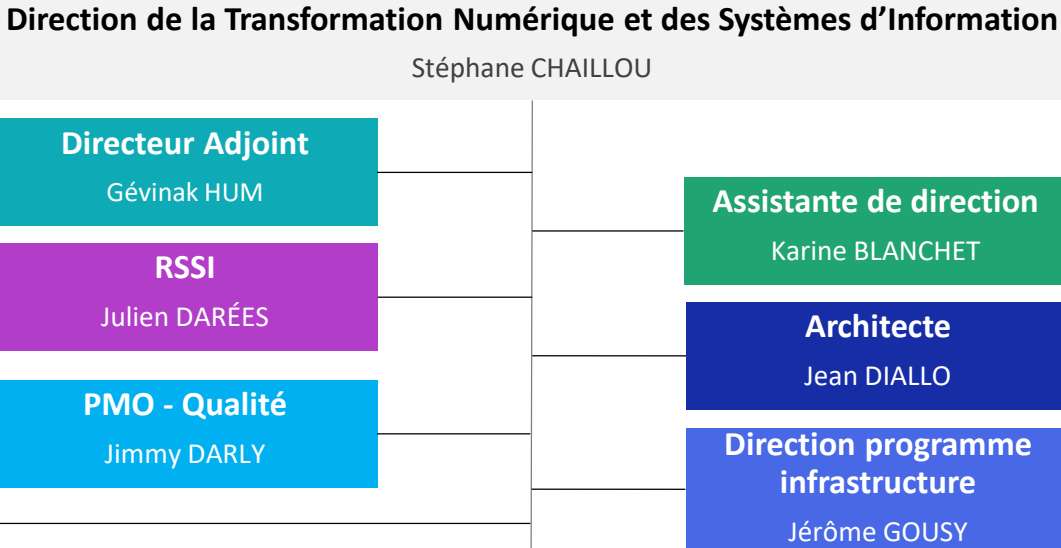 Direction de la Transformation Numérique et des Systèmes d’Information
Stéphane CHAILLOU
Directeur Adjoint
Gévinak HUM
RSSI
Julien DARÉES
PMO - Qualité
Jimmy DARLY
Assistante de direction
Karine BLANCHET
Architecte
Jean DIALLO
Direction programme
infrastructure
Jérôme GOUSY